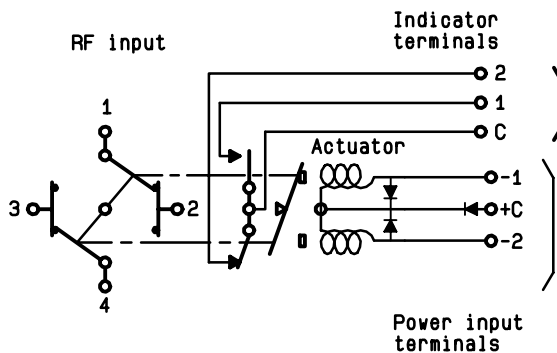 RF input
Indicator
terminals
2
1
C
1
Actuator
3
2
4
-1
+C
-2
Power input
terminals